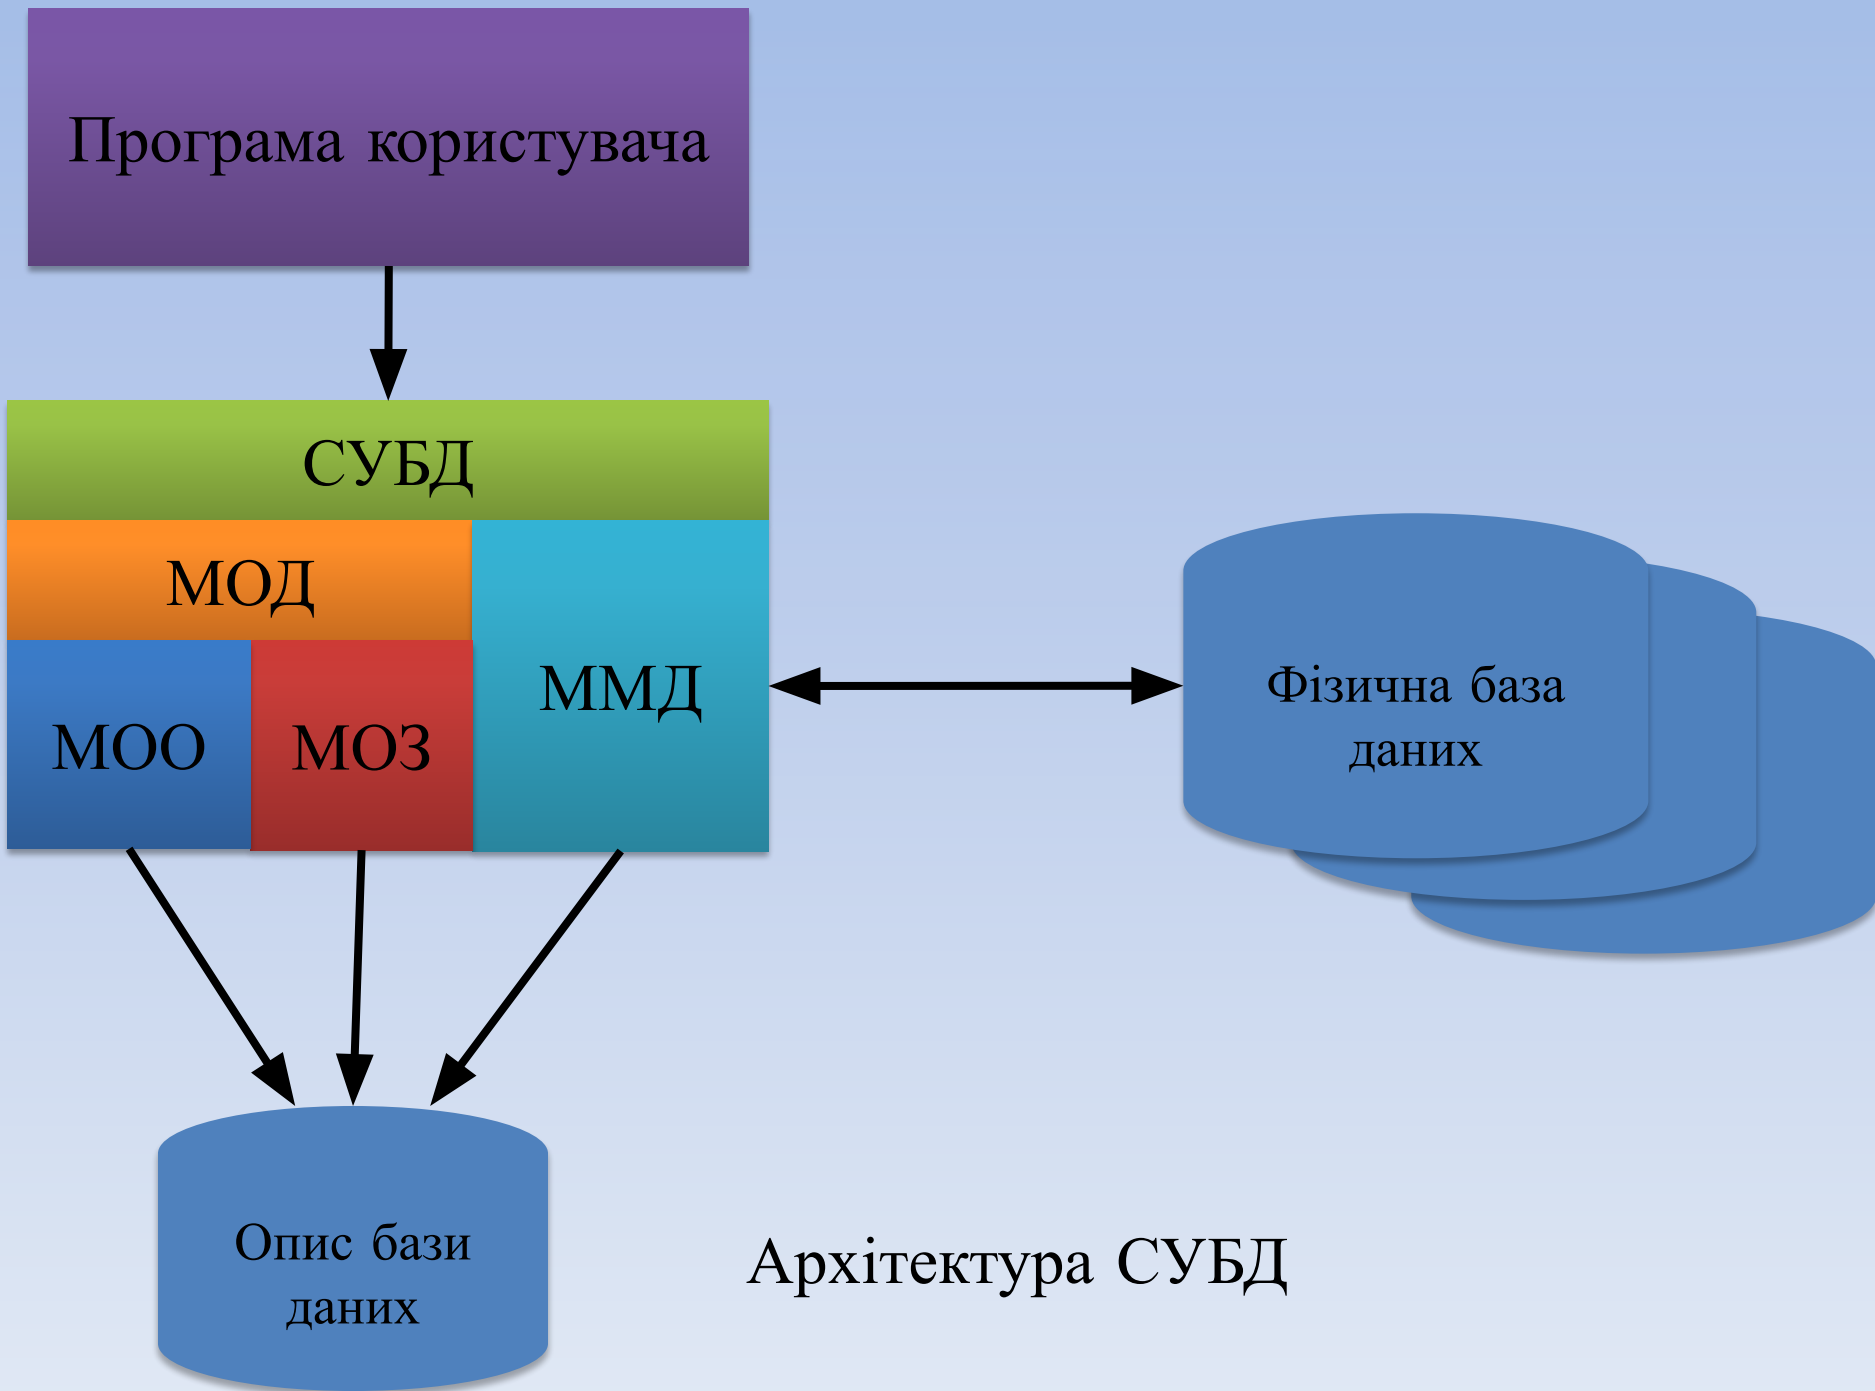 Програма користувача
СУБД
МОД
ММД
МОО
МОЗ
Фізична база
даних
Опис бази
даних
Архітектура СУБД